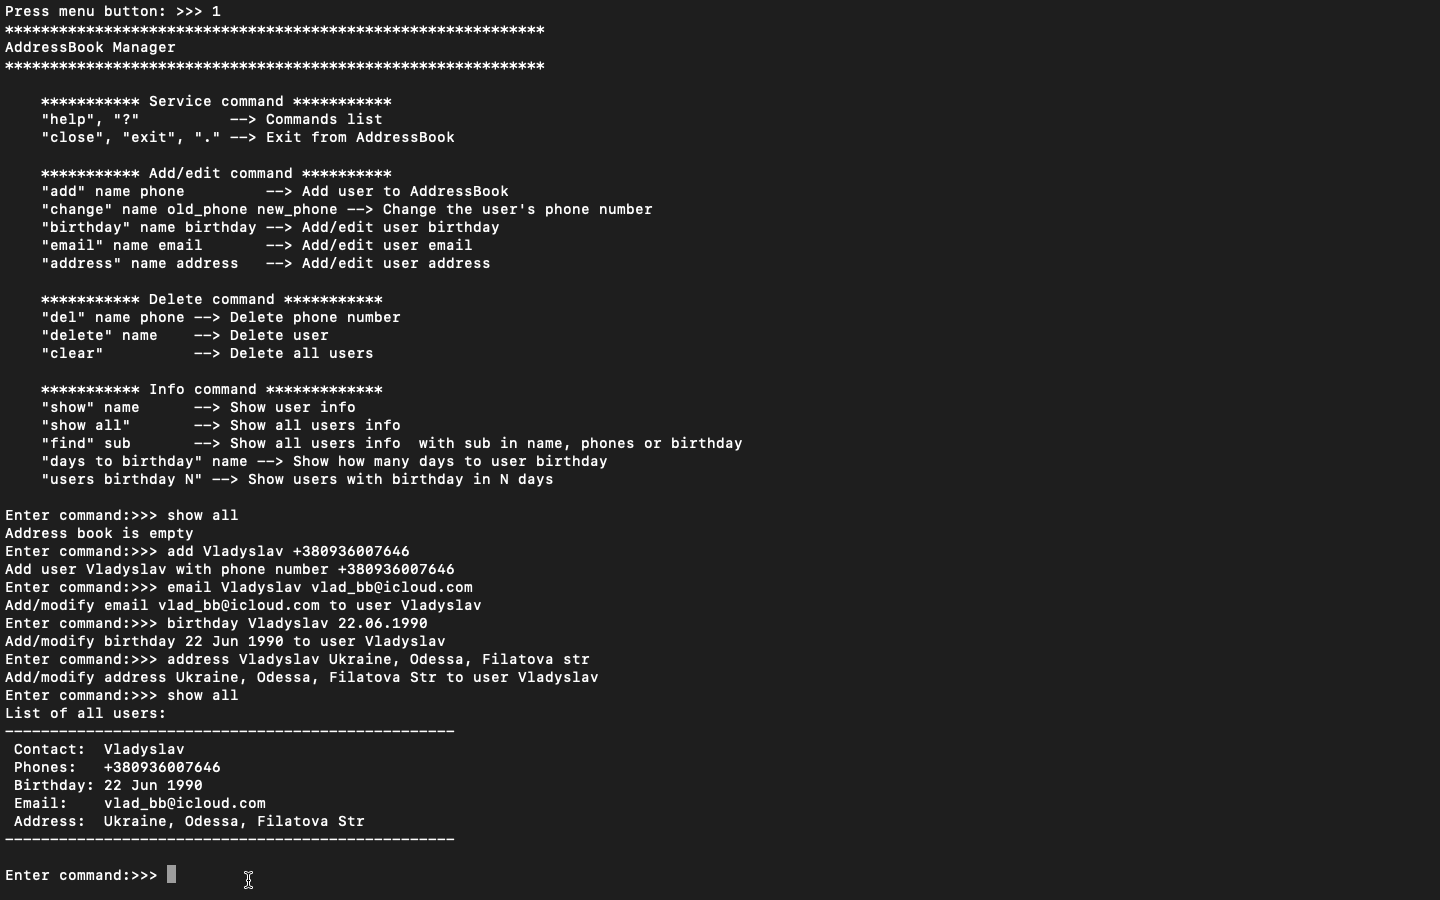 Press menu button: >>> 1
************************************************************
AddressBook Manager
************************************************************
*********** Service command ***********
"help", "?"          --> Commands list
"close", "exit", "." --> Exit from AddressBook
*********** Add/edit command **********
"add" name phone         --> Add user to AddressBook
"change" name old_phone new_phone --> Change the user's phone number
"birthday" name birthday --> Add/edit user birthday
"email" name email       --> Add/edit user email
"address" name address   --> Add/edit user address
*********** Delete command ***********
"del" name phone --> Delete phone number
"delete" name    --> Delete user
"clear"          --> Delete all users
*********** Info command *************
"show" name      --> Show user info
"show all"       --> Show all users info
"find" sub       --> Show all users info  with sub in name, phones or birthday
"days to birthday" name --> Show how many days to user birthday
"users birthday N" --> Show users with birthday in N days
Enter command:>>> show all
Address book is empty
Enter command:>>> add Vladyslav +380936007646
Add user Vladyslav with phone number +380936007646
Enter command:>>> email Vladyslav vlad_bb@icloud.com
Add/modify email vlad_bb@icloud.com to user Vladyslav
Enter command:>>> birthday Vladyslav 22.06.1990
Add/modify birthday 22 Jun 1990 to user Vladyslav
Enter command:>>> address Vladyslav Ukraine, Odessa, Filatova str
Add/modify address Ukraine, Odessa, Filatova Str to user Vladyslav
Enter command:>>> show all
List of all users:
--------------------------------------------------
Contact:  Vladyslav
Phones:   +380936007646
Birthday: 22 Jun 1990
Email:    vlad_bb@icloud.com
Address:  Ukraine, Odessa, Filatova Str
--------------------------------------------------
Enter command:>>>